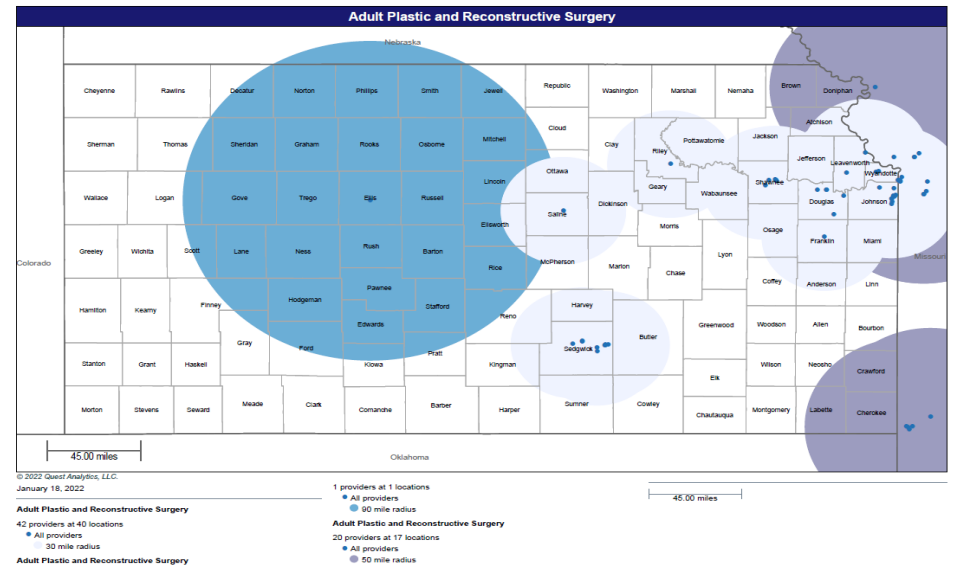 Adult Plastic and Reconstructive Surgery
Nebraska
Cheyenne Rawlins Decatur Norton Phillips Smith Jewell Republic Washington Marshall Nemaha Brown Doniphan
Atchison
Sherman Thomas Sheridan Graham Rooks Osborne Mitchell Cloud Clay Riley Pottawatomie Jackson Jefferson Leavenworth
Wyandotte
Wallace Logan Gove Trego Ellis Russell Lincoln Ottawa Saline Dickinson Geary Wabaunsee Shawnee Douglas Johnson
Ellsworth Morris Osage Franklin Miami
Greeley Wichita Scott Lane Ness Rush Barton Rice McPherson Marion Chase Lyon Coffey Anderson Linn
Colorado
Missouri
Hamilton Kearny Finney Hodgeman Pawnee Stafford Reno Harvey Greenwood Woodson Allen Bourbon
Edwards
Gray Ford Pratt Sedgwick Butler
Stanton Grant Haskell Kiowa Kingman Elk Wilson Neosho Crawford
Morton Stevens Seward Meade Clark Comanche Barber Harper Sumner Cowley Chautauqua Montgomery Labette Cherokee
45.00 miles
Oklahoma
© 2022 Quest Analytics, LLC.
January 18, 2022
Adult Plastic and Reconstructive Surgery
42 providers at 40 locations
All providers
30 mile radius
Adult Plastic and Reconstructive Surgery
1 providers at 1 locations
All providers
90 mile radius
Adult Plastic and Reconstructive Surgery
20 providers at 17 locations
All providers
50 mile radius
45.00 miles